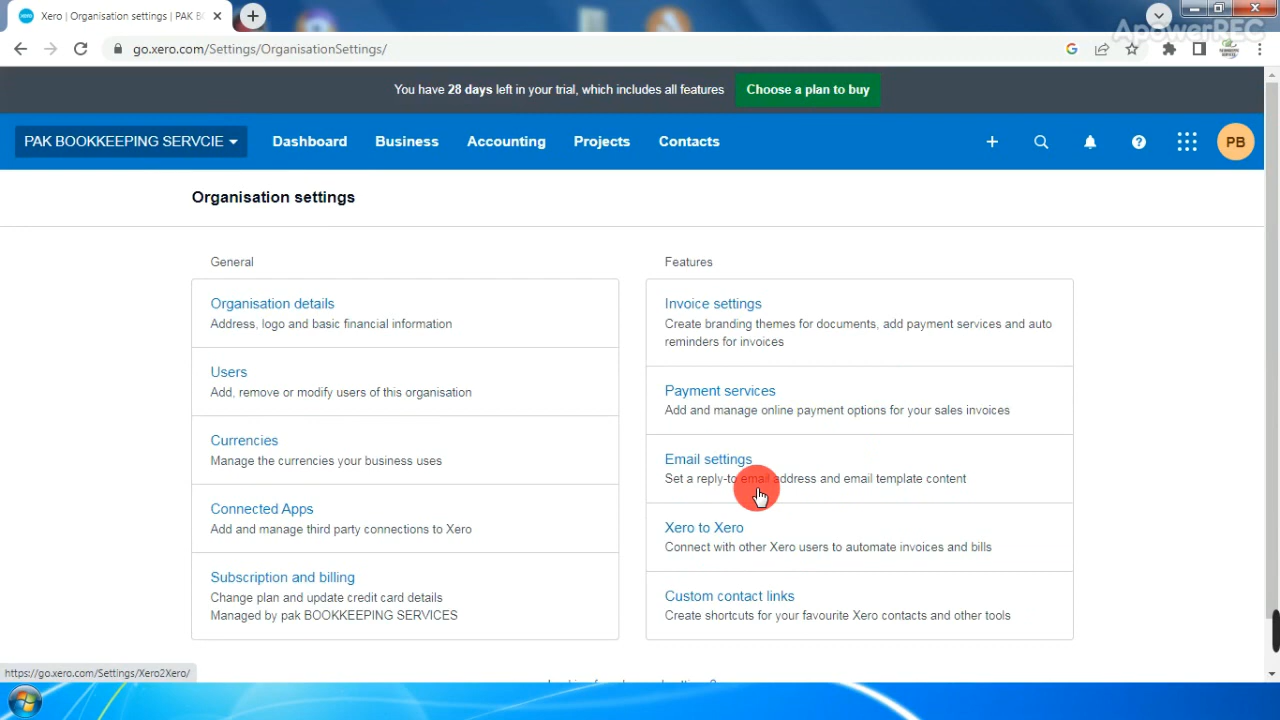 Xero | Organisation settings | PAK B
ApowerREC
go.xero.com/Settings/OrganisationSettings/
You have 28 days left in your trial, which includes all features
Choose a plan to buy
PAK BOOKKEEPING SERVCIE
Dashboard
Business
Accounting
Projects
Contacts
PB
Organisation settings
General
Organisation details
Address, logo and basic financial information
Users
Add, remove or modify users of this organisation
Currencies
Manage the currencies your business uses
Connected Apps
Add and manage third party connections to Xero
Subscription and billing
Change plan and update credit card details
Managed by pak BOOKKEEPING SERVICES
Features
Invoice settings
Create branding themes for documents, add payment services and auto
reminders for invoices
Payment services
Add and manage online payment options for your sales invoices
Email settings
Set a reply-to email address and email template content
Xero to Xero
Connect with other Xero users to automate invoices and bills
Custom contact links
Create shortcuts for your favourite Xero contacts and other tools
https://go.xero.com/Settings/Xero2Xero/